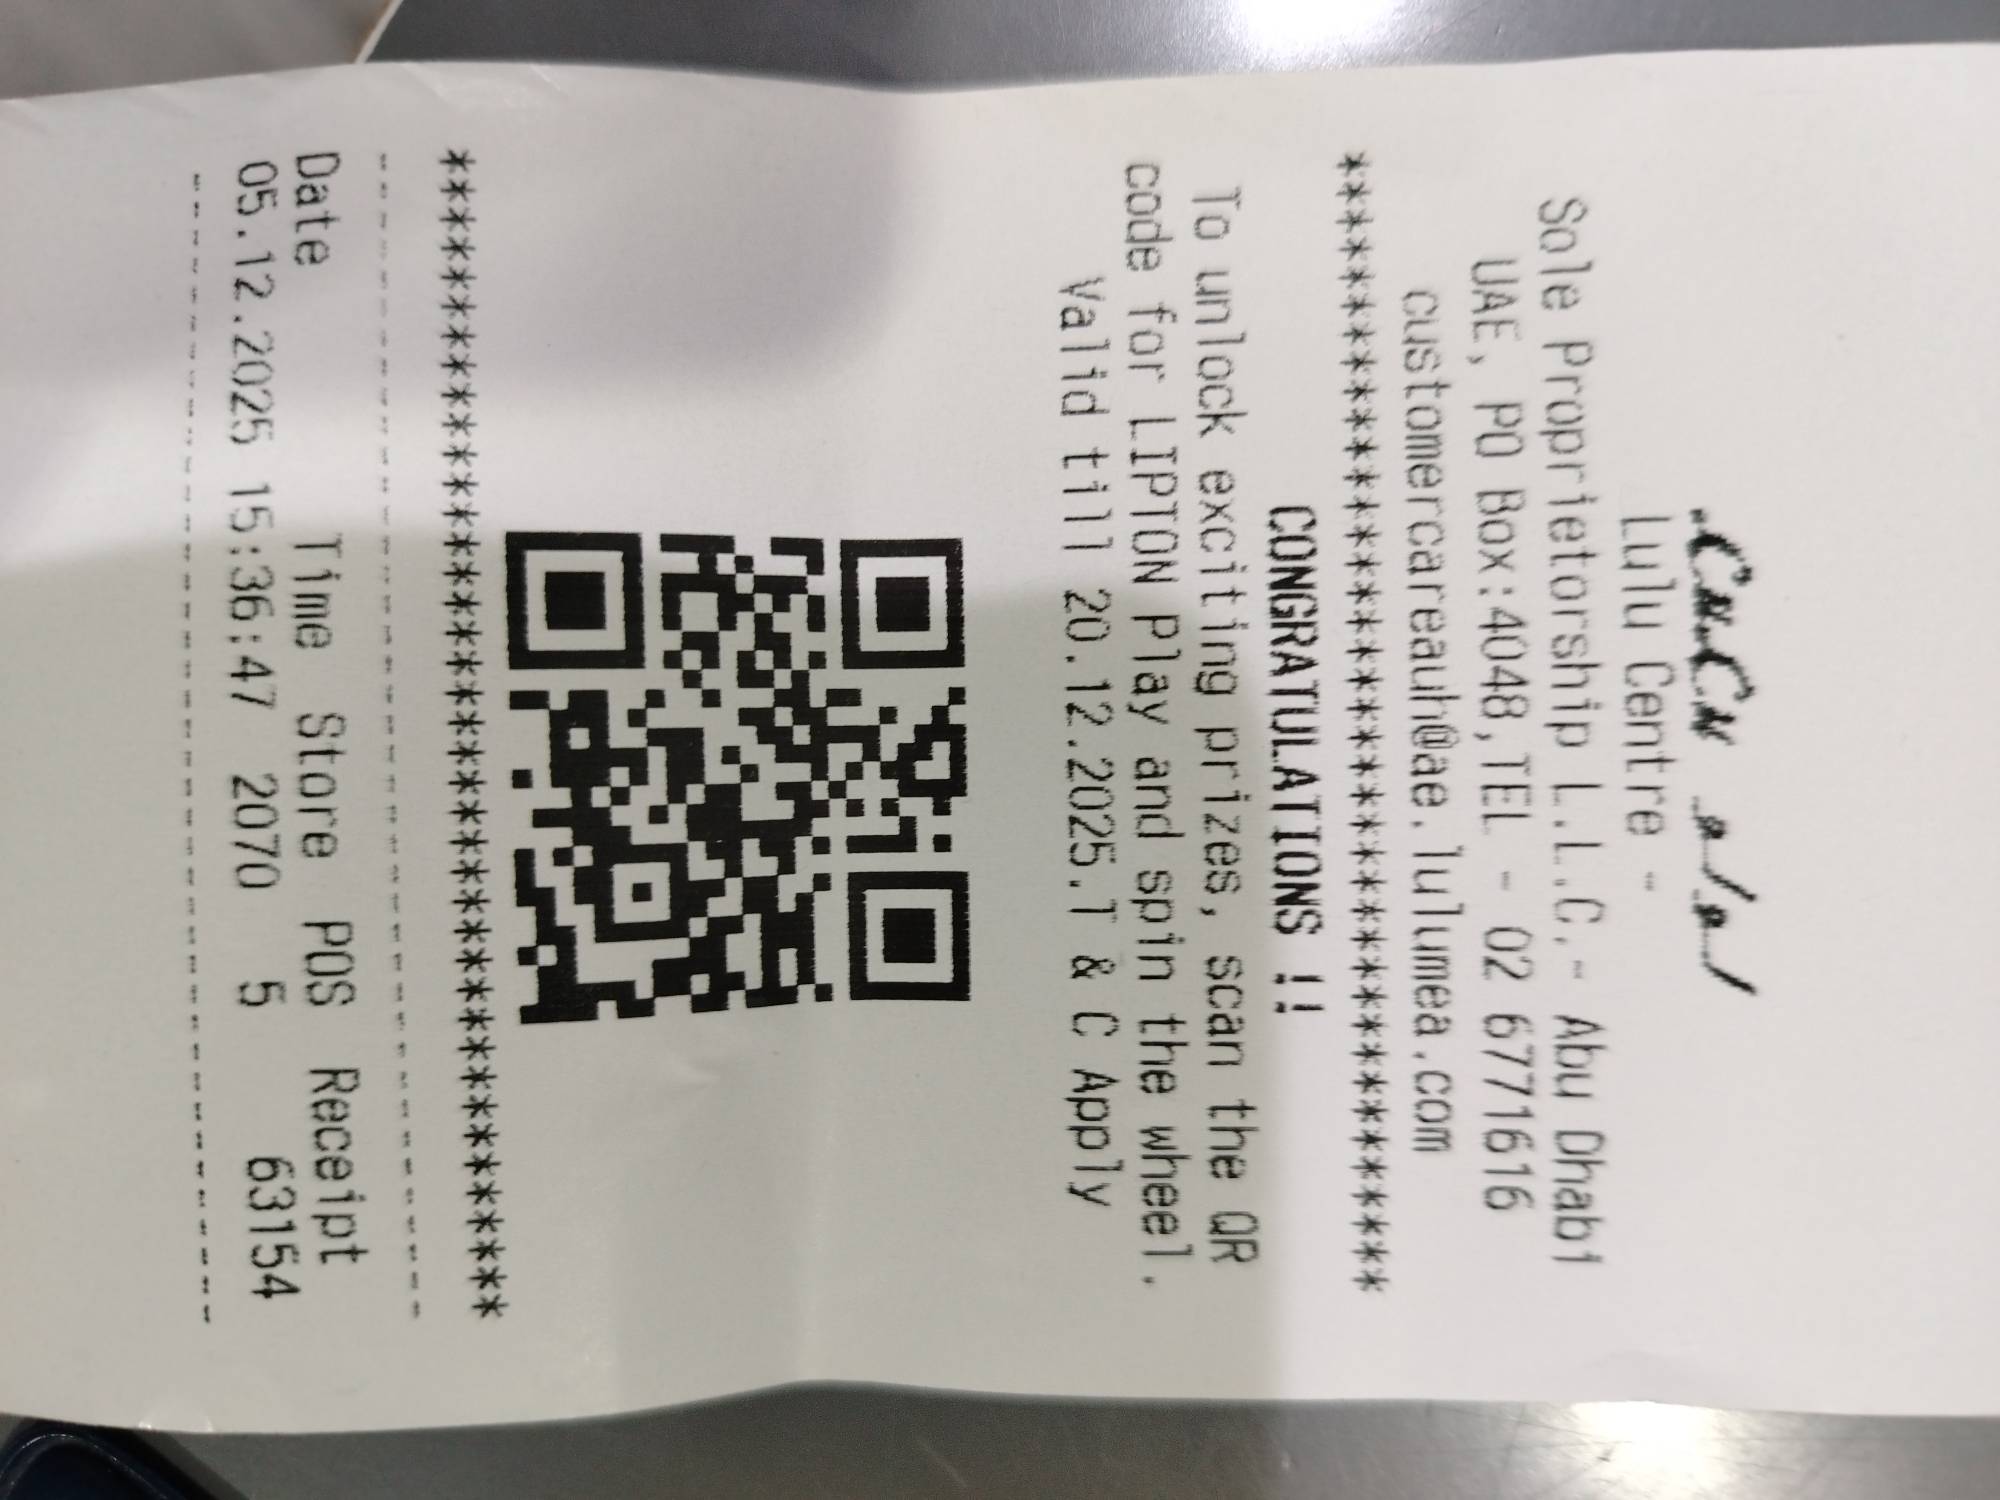 LuLu لولو
Lulu Centre -
Sole Proprietorship L.L.C.- Abu Dhabi
UAE, PO Box:4048,TEL - 02 6771616
customercareauh@ae.lulumea.com
**************************************
CONGRATULATIONS !!
To unlock exciting prizes, scan the QR
code for LIPTON Play and spin the wheel.
Valid till 20.12.2025.T & C Apply
***************************************
----------------------------------------
Date Time Store POS Receipt
05.12.2025 15:36:47 2070 5 63154
----------------------------------------